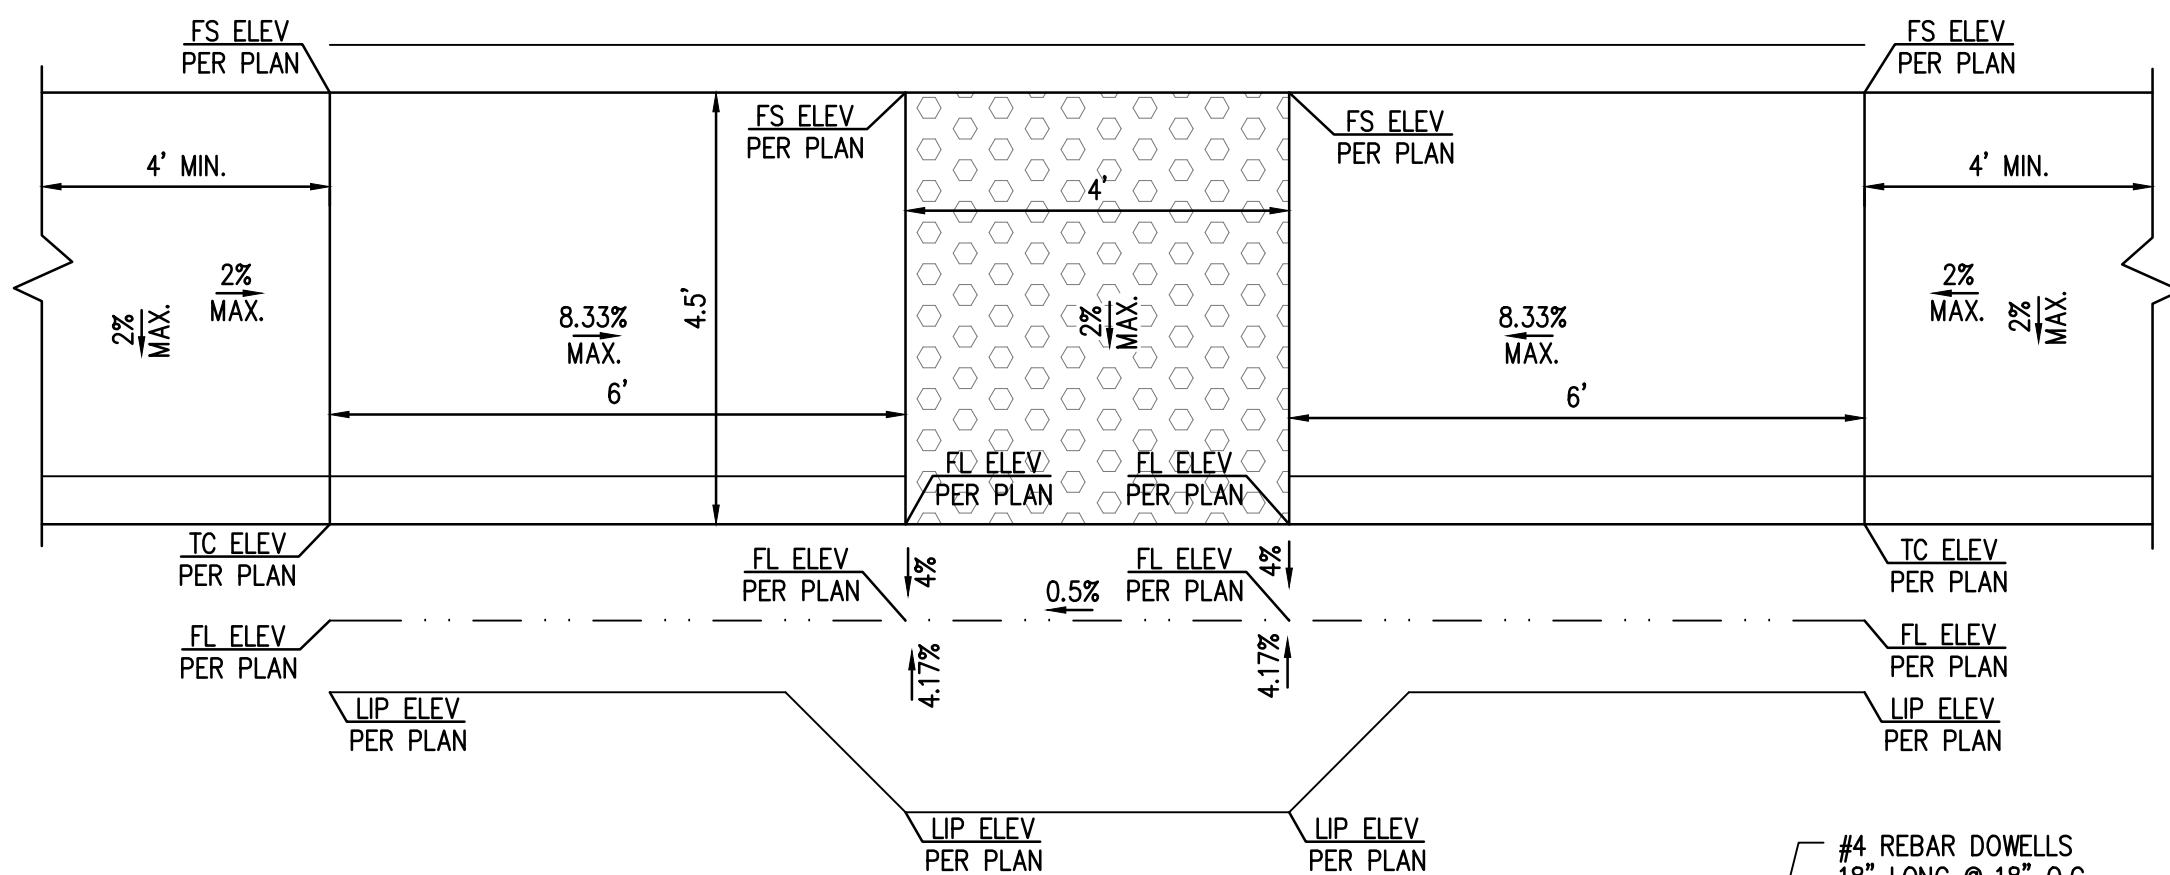 FS ELEV
PER PLAN
FS ELEV
PER PLAN
FS ELEV
PER PLAN
FS ELEV
PER PLAN
4' MIN.
4'
4' MIN.
2%
MAX.
2%
MAX.
8.33%
MAX.
4.5'
2%
MAX.
8.33%
MAX.
2%
MAX.
2%
MAX.
6'
6'
FL ELEV
PER PLAN
FL ELEV
PER PLAN
TC ELEV
PER PLAN
FL ELEV
PER PLAN
4%
0.5%
FL ELEV
PER PLAN
4%
TC ELEV
PER PLAN
FL ELEV
PER PLAN
4.17%
4.17%
FL ELEV
PER PLAN
LIP ELEV
PER PLAN
LIP ELEV
PER PLAN
LIP ELEV
PER PLAN
LIP ELEV
PER PLAN
#4 REBAR DOWELLS
18" LONG @ 18" O.C.